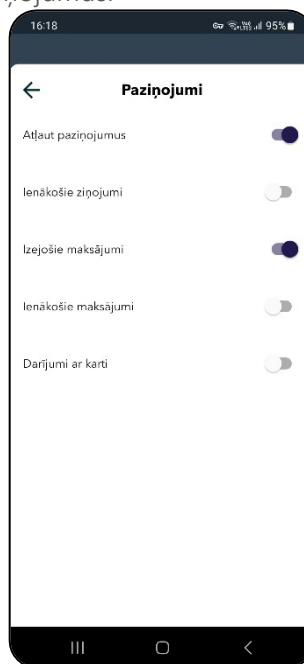 16:18 95%
Paziņojumi
Atļaut paziņojumus
Ienākošie ziņojumi
Izejošie maksājumi
Ienākošie maksājumi
Darījumi ar karti